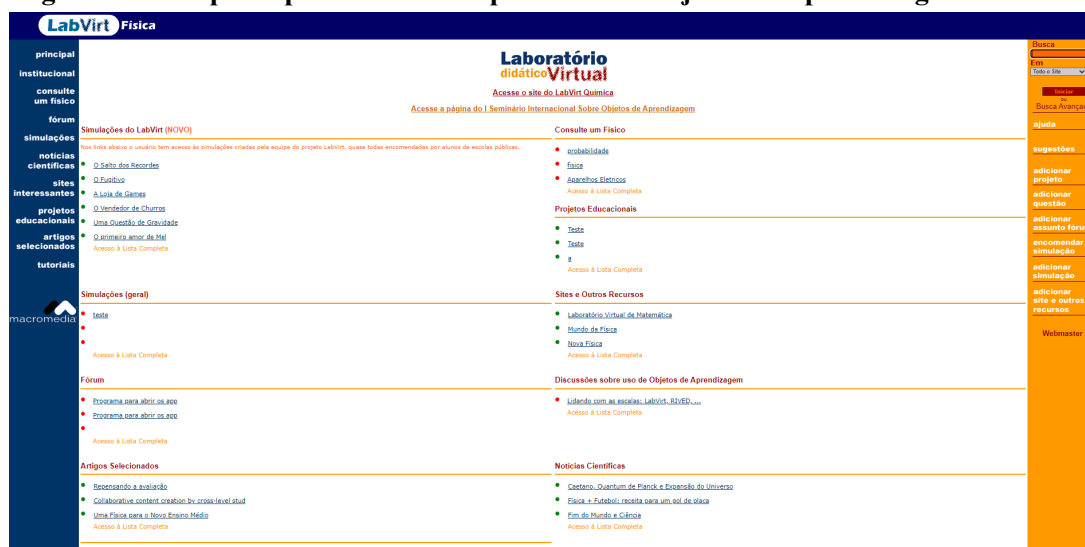 LabVirt Física
principal
institucional
consulte
um físico
fórum
simulações
notícias
científicas
sites
interessantes
projetos
educacionais
artigos
selecionados
tutoriais
macromedia
Laboratório
didático Virtual
Acesse o site do LabVirt Química
Acesse a página do I Seminário Internacional Sobre Objetos de Aprendizagem
Simulações do LabVirt (NOVO)
Nos links abaixo o usuário tem acesso às simulações criadas pela equipe do projeto LabVirt, quase todas encomendadas por alunos de escolas públicas.
O Salto dos Recordes
O Fugitivo
A Loja de Games
O Vendedor de Churros
Uma Questão de Gravidade
O primeiro amor de Mel
Acesso à Lista Completa
Consulte um Físico
probabilidade
fisica
Aparelhos Eletricos
Acesso à Lista Completa
Projetos Educacionais
Teste
Teste
a
Acesso à Lista Completa
Simulações (geral)
teste
Acesso à Lista Completa
Sites e Outros Recursos
Laboratório Virtual de Matemática
Mundo da Física
Nova Física
Acesso à Lista Completa
Fórum
Programa para abrir os app
Programa para abrir os app
Acesso à Lista Completa
Discussões sobre uso de Objetos de Aprendizagem
Lidando com as escalas: LabVirt, RIVED, ...
Acesso à Lista Completa
Artigos Selecionados
Repensando a avaliação
Collaborative content creation by cross-level stud
Uma Física para o Novo Ensino Médio
Acesso à Lista Completa
Notícias Científicas
Caetano, Quantum de Planck e Expansão do Universo
Física + Futebol: receita para um gol de placa
Fim do Mundo e Ciência
Acesso à Lista Completa
Busca
Em
Todo o Site
Iniciar
ou
Busca Avança
ajuda
sugestões
adicionar
projeto
adicionar
questão
adicionar
assunto fóru
encomendar
simulação
adicionar
simulação
adicionar
site e outros
recursos
Webmaster